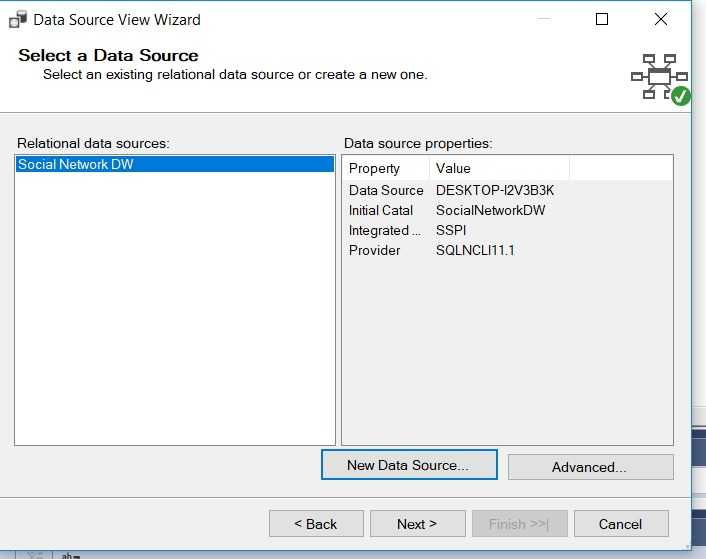 Data Source View Wizard
Select a Data Source
Select an existing relational data source or create a new one.
Relational data sources:
Social Network DW
Data source properties:
Property Value
Data Source DESKTOP-I2V3B3K
Initial Catal SocialNetworkDW
Integrated ... SSPI
Provider SQLNCLI11.1
New Data Source...
Advanced...
< Back
Next >
Finish >>|
Cancel
ab